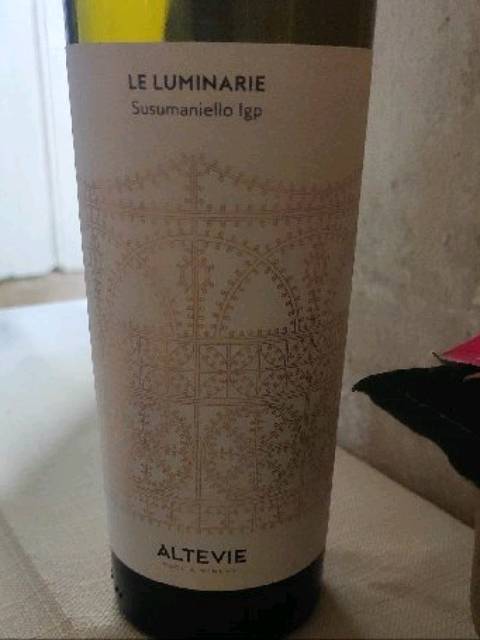 LE LUMINARIE
Susumaniello Igp
ALTEVIE